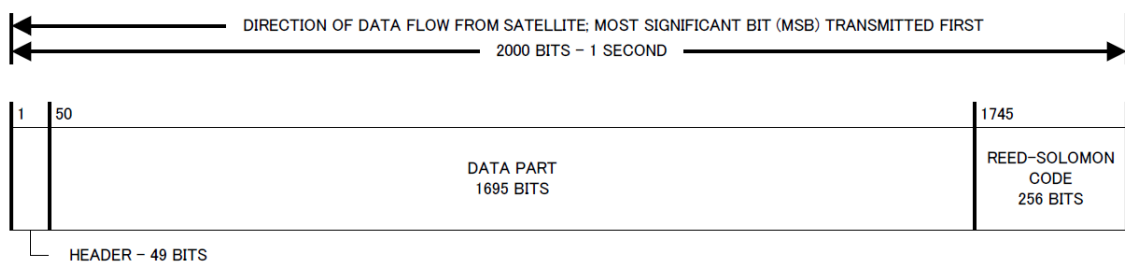 DIRECTION OF DATA FLOW FROM SATELLITE; MOST SIGNIFICANT BIT (MSB) TRANSMITTED FIRST
2000 BITS - 1 SECOND
1
50
1745
DATA PART
1695 BITS
REED-SOLOMON
CODE
256 BITS
HEADER - 49 BITS